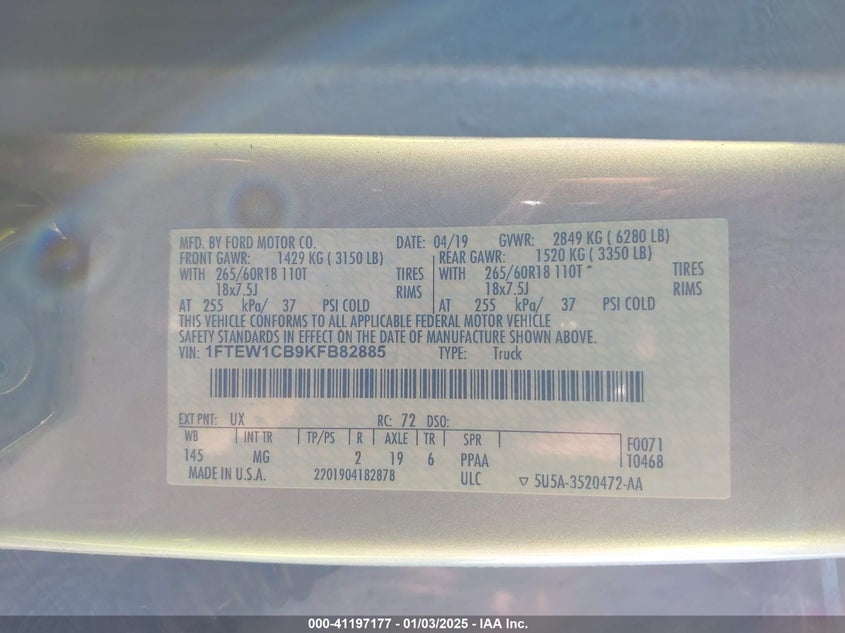 MFD. BY FORD MOTOR CO. DATE: 04/19 GVWR: 2849 KG ( 6280 LB)
FRONT GAWR: 1429 KG ( 3150 LB) REAR GAWR: 1520 KG ( 3350 LB)
WITH 265/60R18 110T TIRES WITH 265/60R18 110T TIRES
18x7.5J RIMS 18x7.5J RIMS
AT 255 kPa/ 37 PSI COLD AT 255 kPa/ 37 PSI COLD
THIS VEHICLE CONFORMS TO ALL APPLICABLE FEDERAL MOTOR VEHICLE
SAFETY STANDARDS IN EFFECT ON THE DATE OF MANUFACTURE SHOWN ABOVE.
VIN: 1FTEW1CB9KFB82885 TYPE: Truck
EXT PNT: UX RC: 72 DSO:
WB INT TR TP/PS R AXLE TR SPR F0071
145 MG 2 19 6 PPAA T0468
MADE IN U.S.A. 2201904182878 ULC ▽ 5U5A-3520472-AA
000-41197177 - 01/03/2025 - IAA Inc.